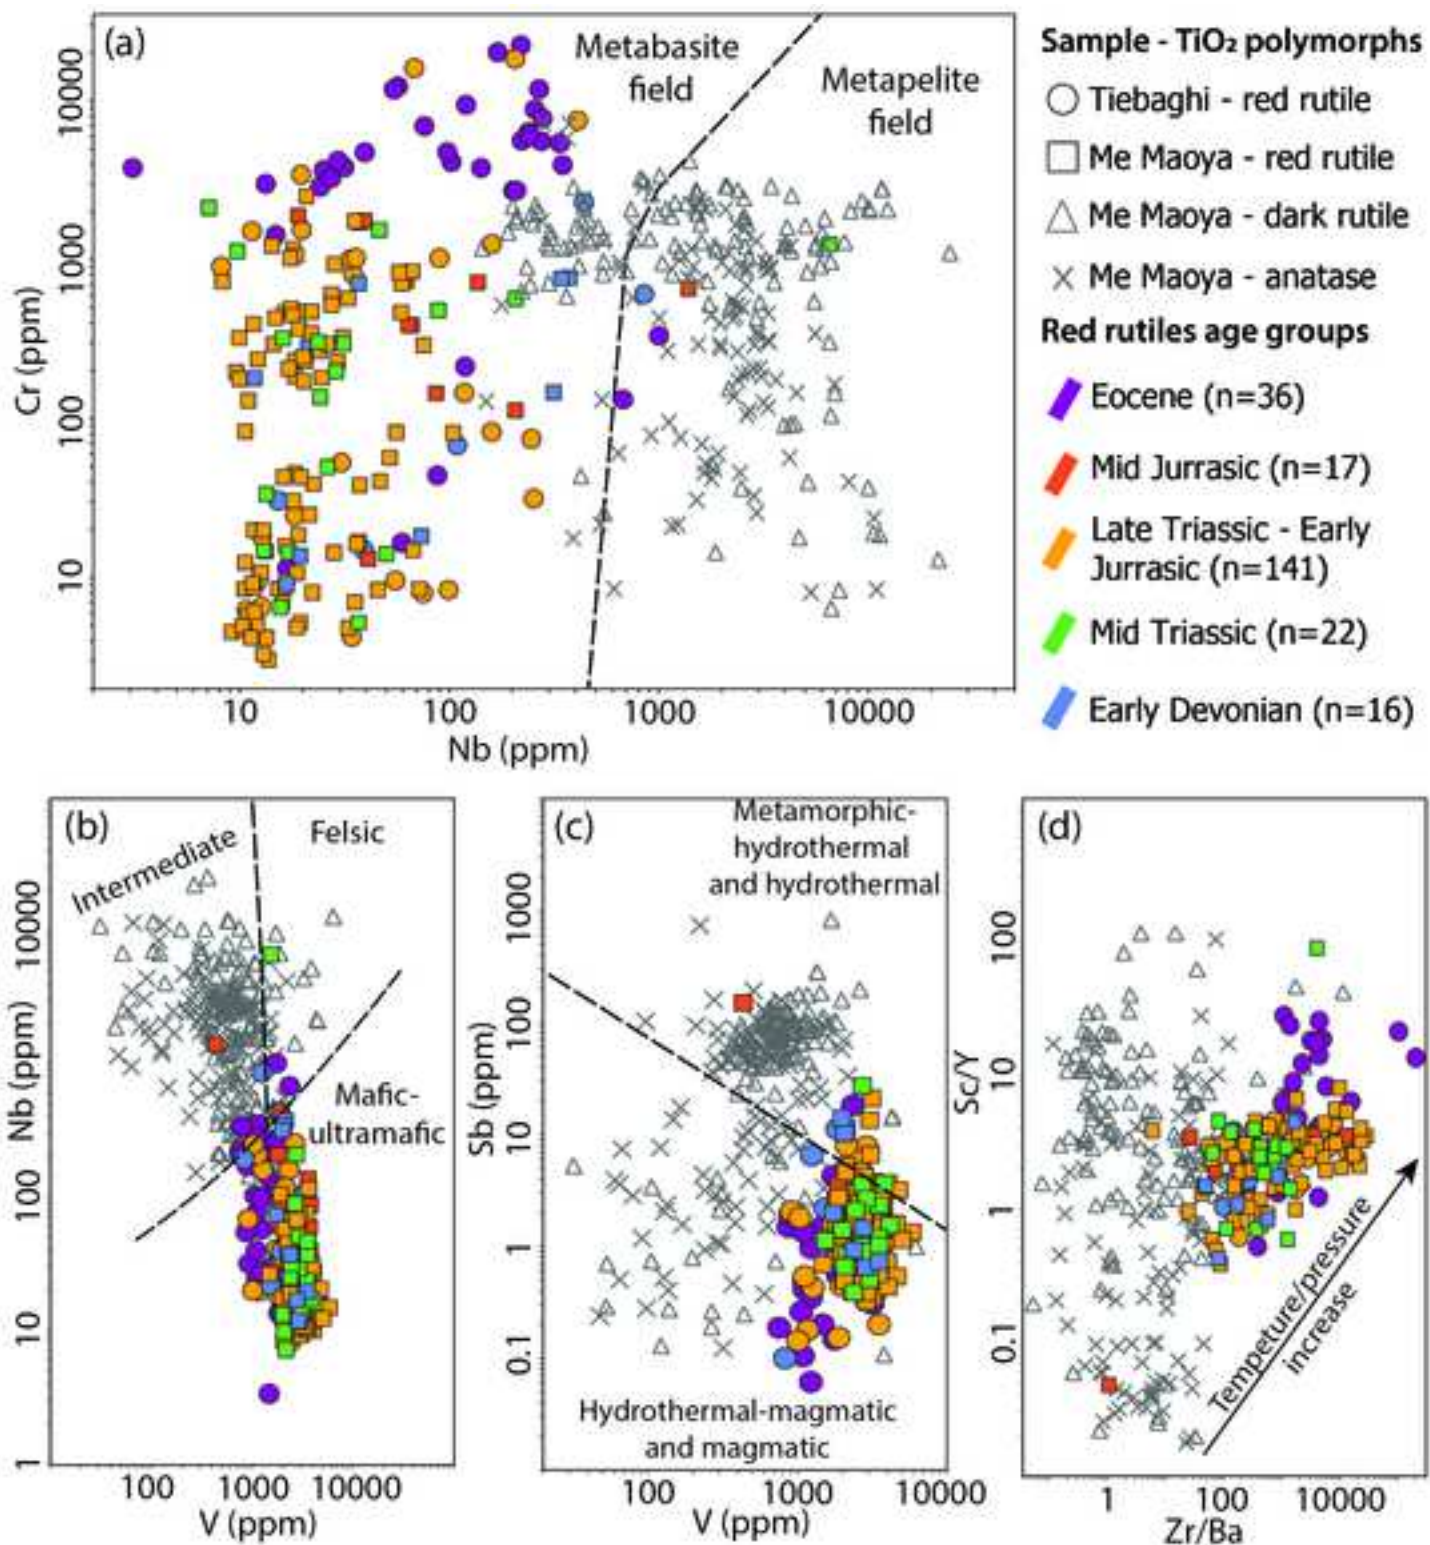 (a)
Metabasite
field
Metapelite
field
10000
1000
100
10
Cr (ppm)
10
100
1000
10000
Nb (ppm)
Sample - TiO₂ polymorphs
Tiebaghi - red rutile
Me Maoya - red rutile
Me Maoya - dark rutile
Me Maoya - anatase
Red rutiles age groups
Eocene (n=36)
Mid Jurrasic (n=17)
Late Triassic - Early
Jurrasic (n=141)
Mid Triassic (n=22)
Early Devonian (n=16)
(b)
Intermediate
Felsic
Mafic-
ultramafic
10000
1000
100
10
1
Nb (ppm)
100
1000
10000
V (ppm)
(c)
Metamorphic-
hydrothermal
and hydrothermal
Hydrothermal-magmatic
and magmatic
1000
100
10
1
0.1
Sb (ppm)
100
1000
10000
V (ppm)
(d)
100
10
1
0.1
Sc/Y
Tempeture/pressure
increase
1
100
10000
Zr/Ba